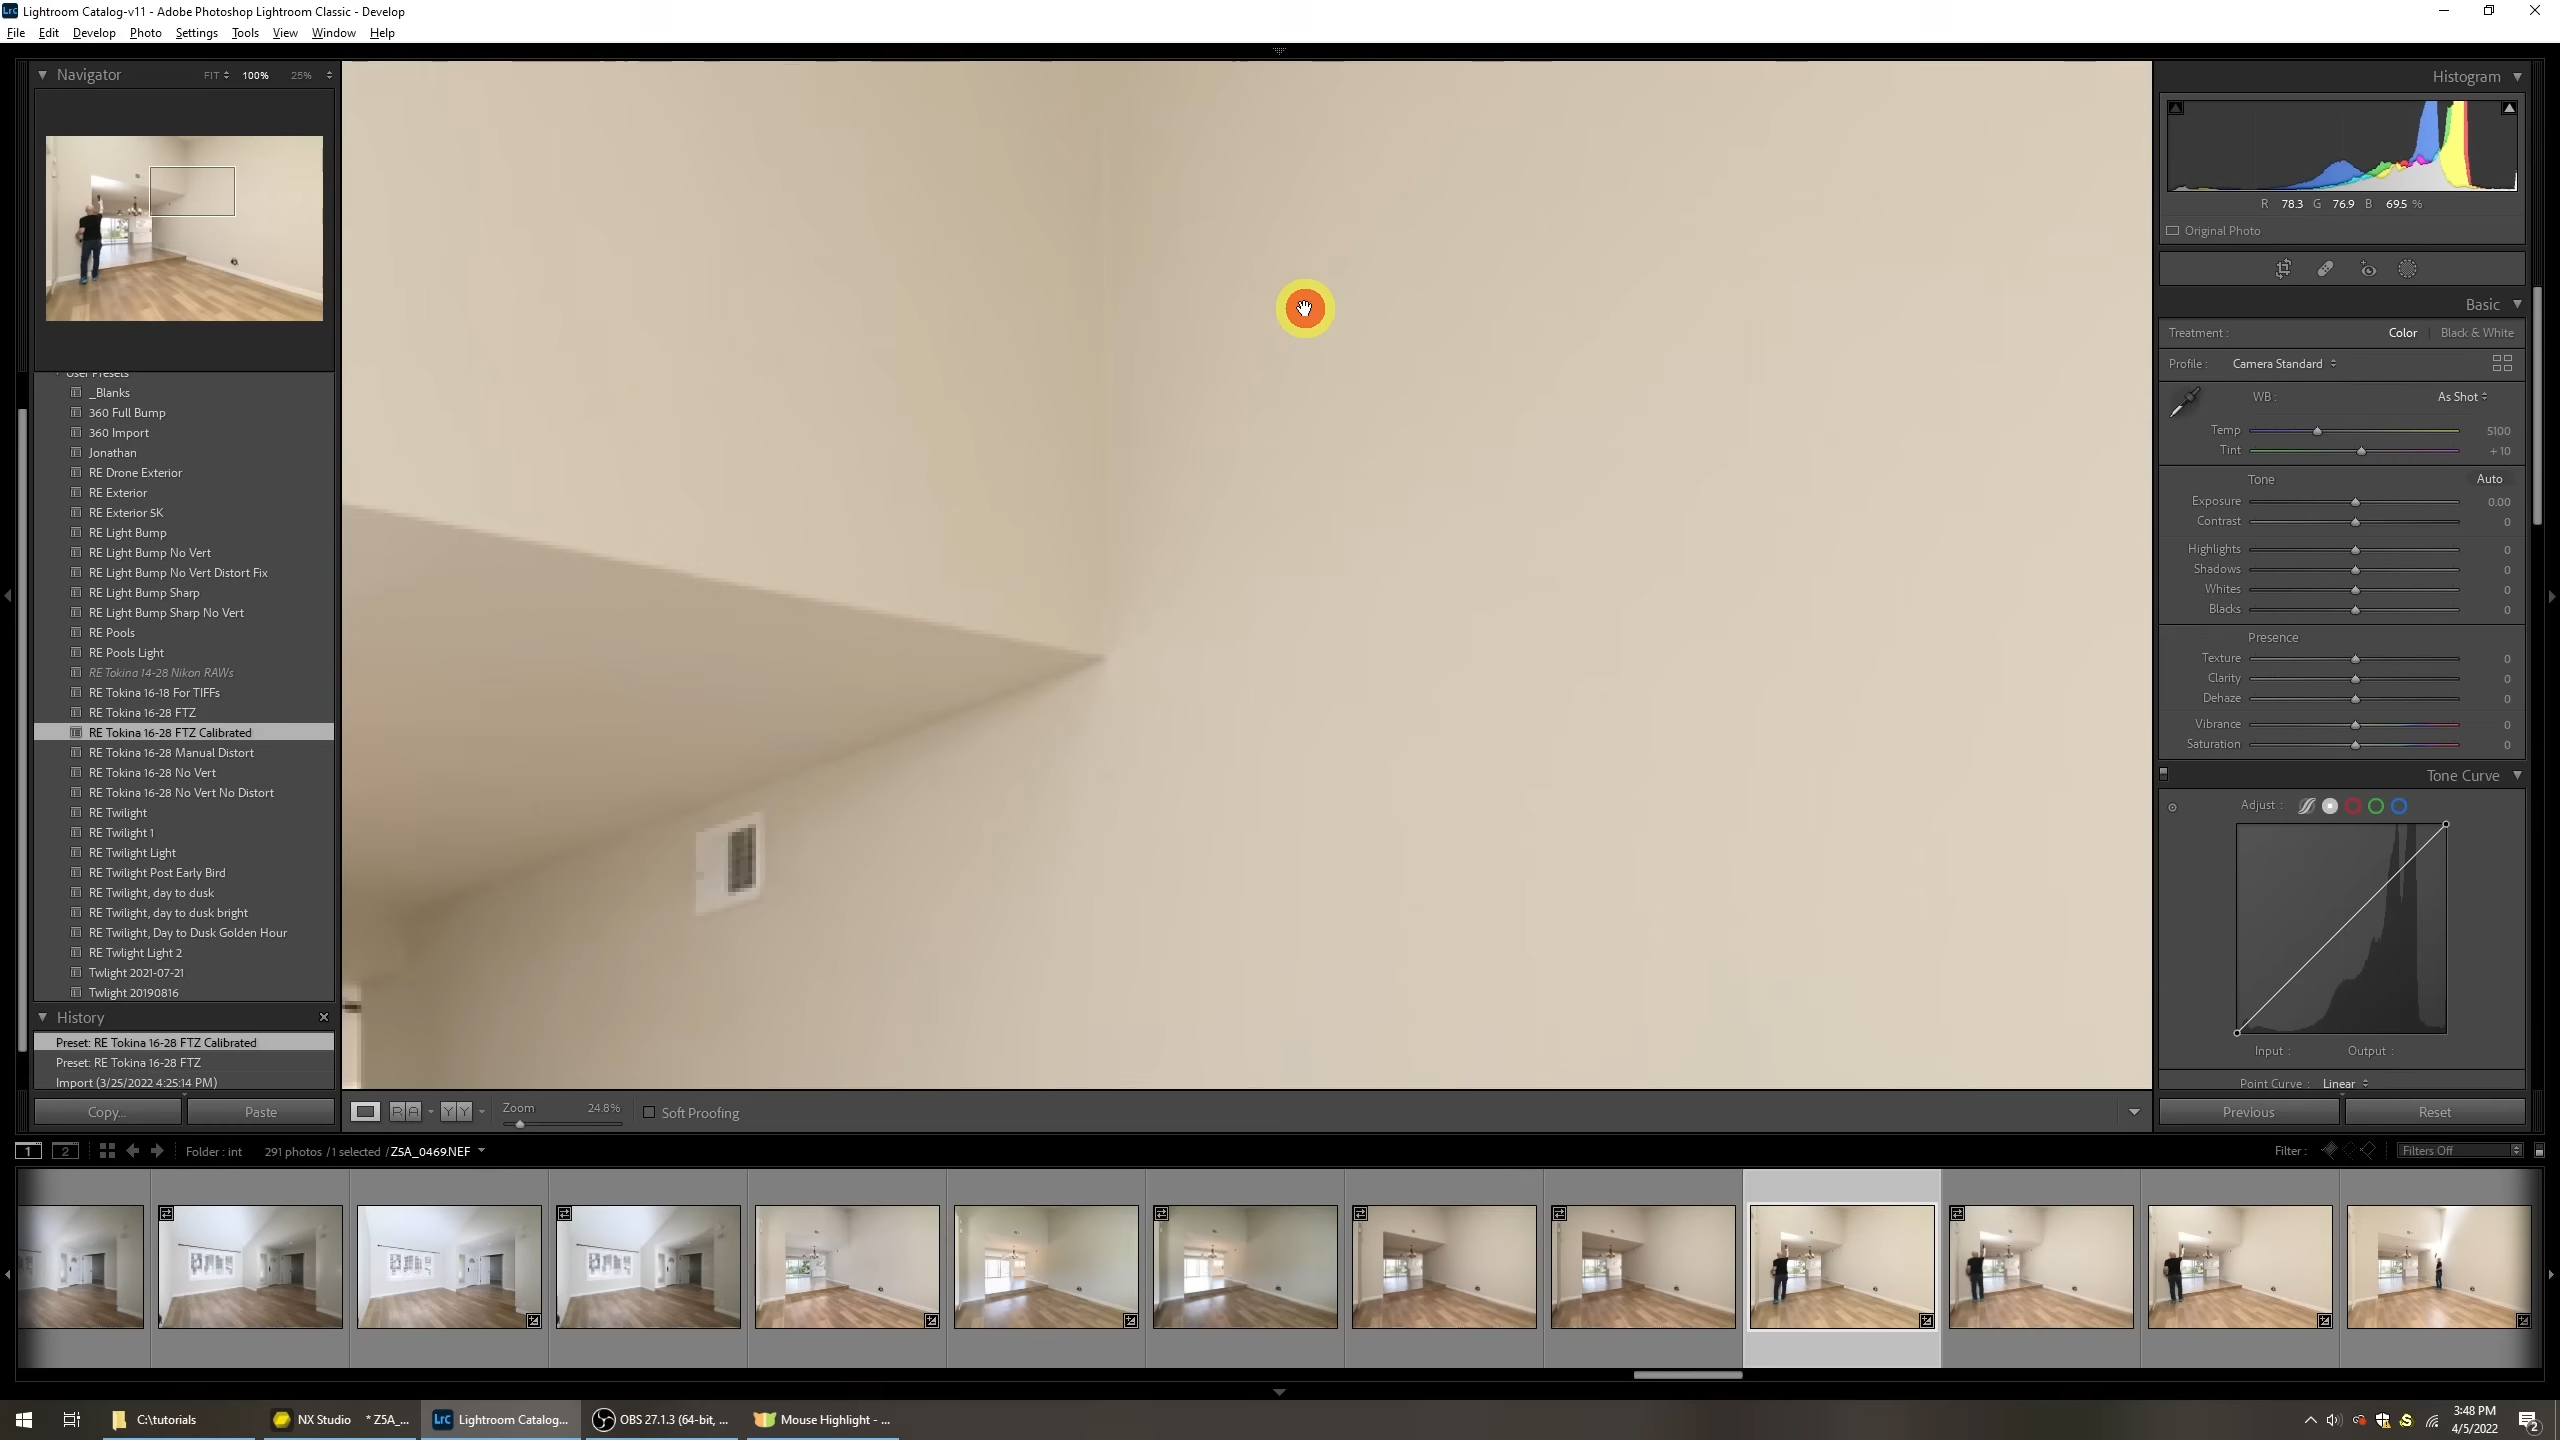 Lightroom Catalog-v11 - Adobe Photoshop Lightroom Classic - Develop
File Edit Develop Photo Settings Tools View Window Help
Navigator FIT 100% 25%
User Presets
_Blanks
360 Full Bump
360 Import
Jonathan
RE Drone Exterior
RE Exterior
RE Exterior 5K
RE Light Bump
RE Light Bump No Vert
RE Light Bump No Vert Distort Fix
RE Light Bump Sharp
RE Light Bump Sharp No Vert
RE Pools
RE Pools Light
RE Tokina 14-28 Nikon RAWs
RE Tokina 16-18 For TIFFs
RE Tokina 16-28 FTZ
RE Tokina 16-28 FTZ Calibrated
RE Tokina 16-28 Manual Distort
RE Tokina 16-28 No Vert
RE Tokina 16-28 No Vert No Distort
RE Twilight
RE Twilight 1
RE Twilight Light
RE Twilight Post Early Bird
RE Twilight, day to dusk
RE Twilight, day to dusk bright
RE Twilight, Day to Dusk Golden Hour
RE Twlight Light 2
Twlight 2021-07-21
Twlight 20190816
History
Preset: RE Tokina 16-28 FTZ Calibrated
Preset: RE Tokina 16-28 FTZ
Import (3/25/2022 4:25:14 PM)
Copy... Paste
R A Y Y Zoom 24.8% Soft Proofing
Histogram
R 78.3 G 76.9 B 69.5 %
Original Photo
Basic
Treatment : Color Black & White
Profile : Camera Standard
WB : As Shot
Temp 5100
Tint + 10
Tone Auto
Exposure 0.00
Contrast 0
Highlights 0
Shadows 0
Whites 0
Blacks 0
Presence
Texture 0
Clarity 0
Dehaze 0
Vibrance 0
Saturation 0
Tone Curve
Adjust :
Input : Output :
Point Curve : Linear
Previous Reset
1 2 Folder : int 291 photos / 1 selected / Z5A_0469.NEF Filter : Filters Off
C:\tutorials NX Studio * Z5A_... Lrc Lightroom Catalog... OBS 27.1.3 (64-bit, ... Mouse Highlight - ...
3:48 PM
4/5/2022
2